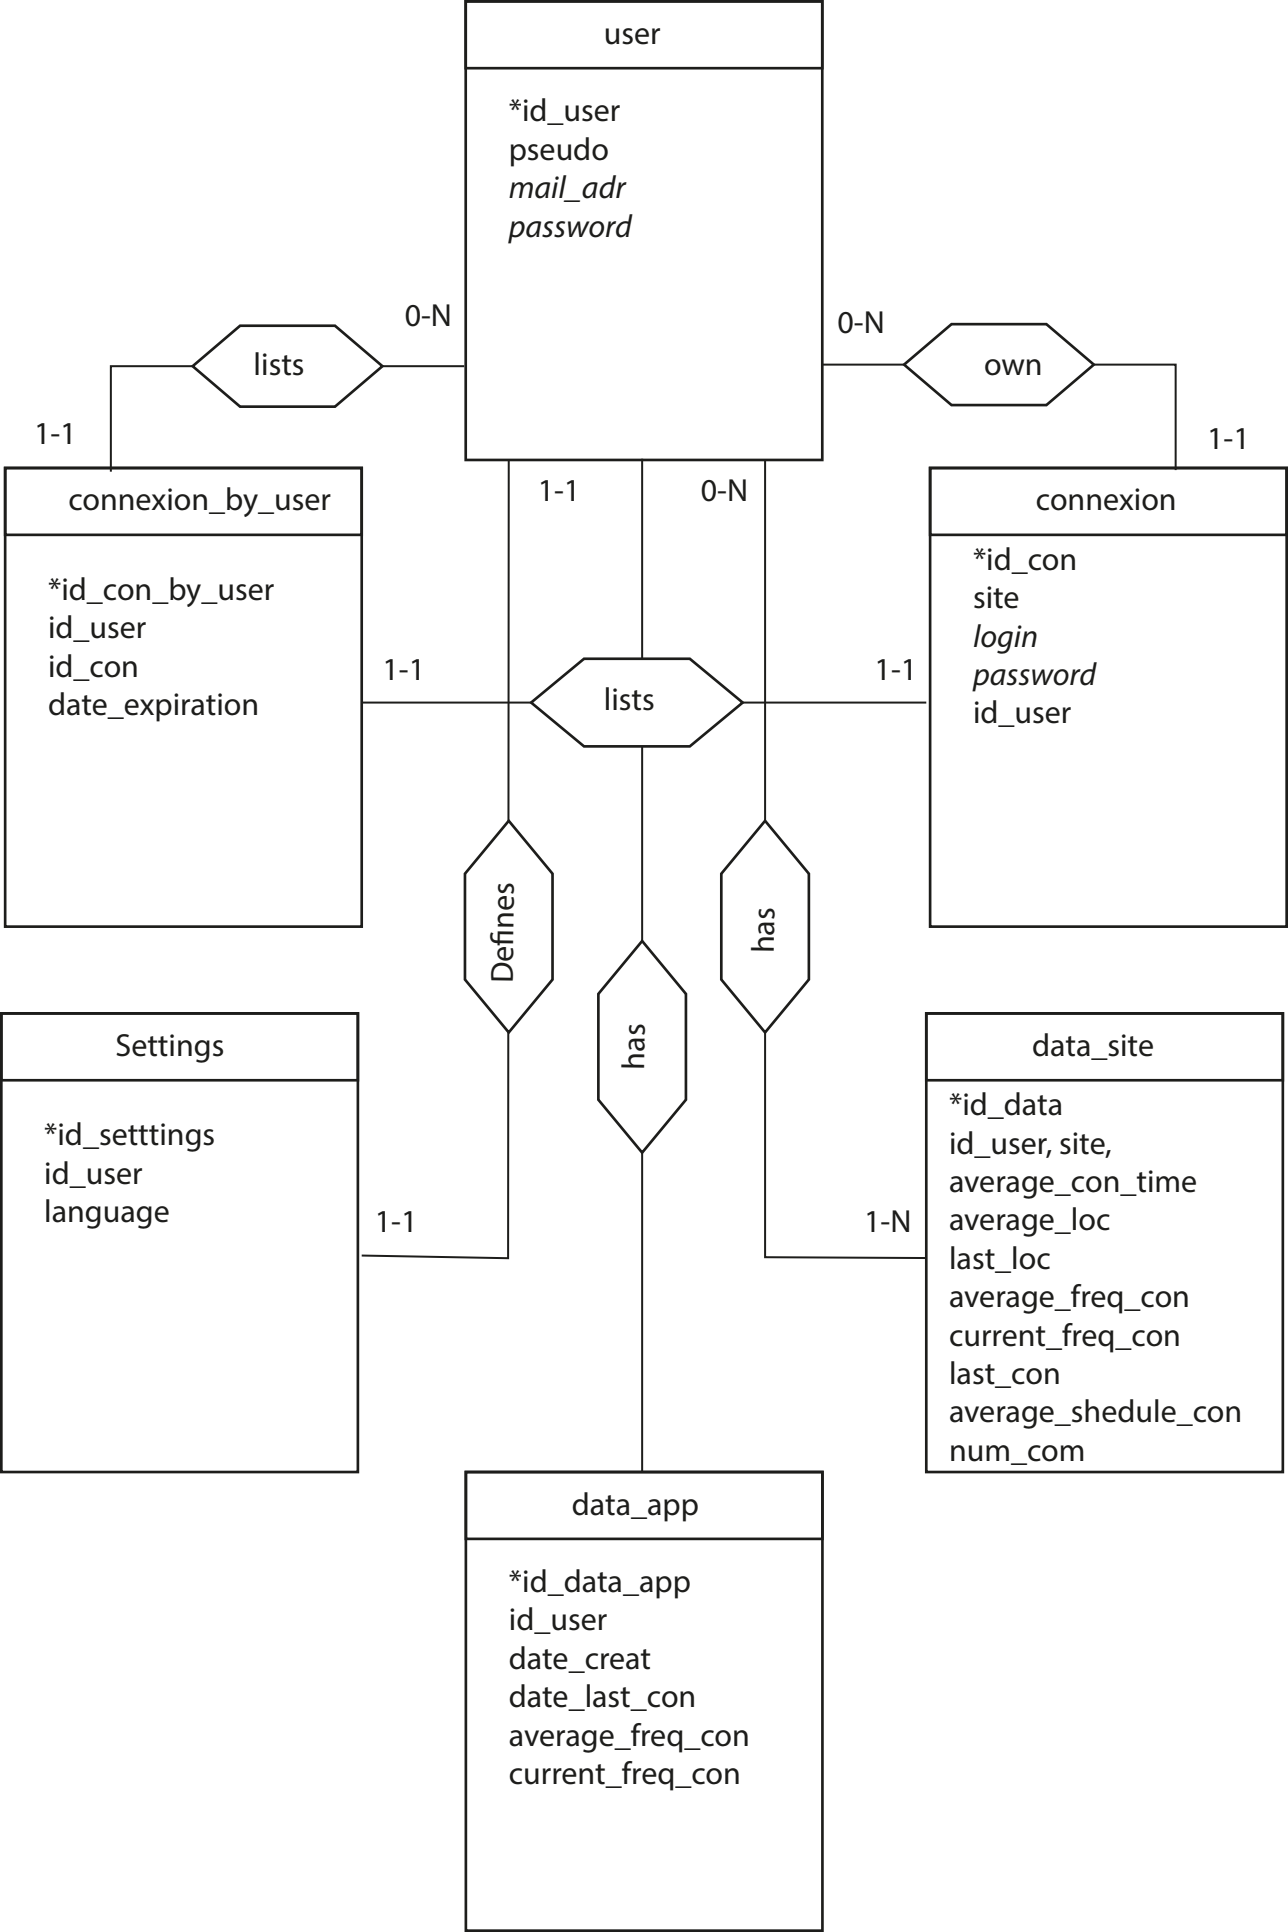 user
*id_user
pseudo
mail_adr
password
0-N
0-N
lists
own
1-1
1-1
connexion_by_user
*id_con_by_user
id_user
id_con
date_expiration
1-1
0-N
connexion
*id_con
site
login
password
id_user
1-1
lists
1-1
Defines
has
has
Settings
*id_setttings
id_user
language
1-1
1-N
data_site
*id_data
id_user, site,
average_con_time
average_loc
last_loc
average_freq_con
current_freq_con
last_con
average_shedule_con
num_com
data_app
*id_data_app
id_user
date_creat
date_last_con
average_freq_con
current_freq_con